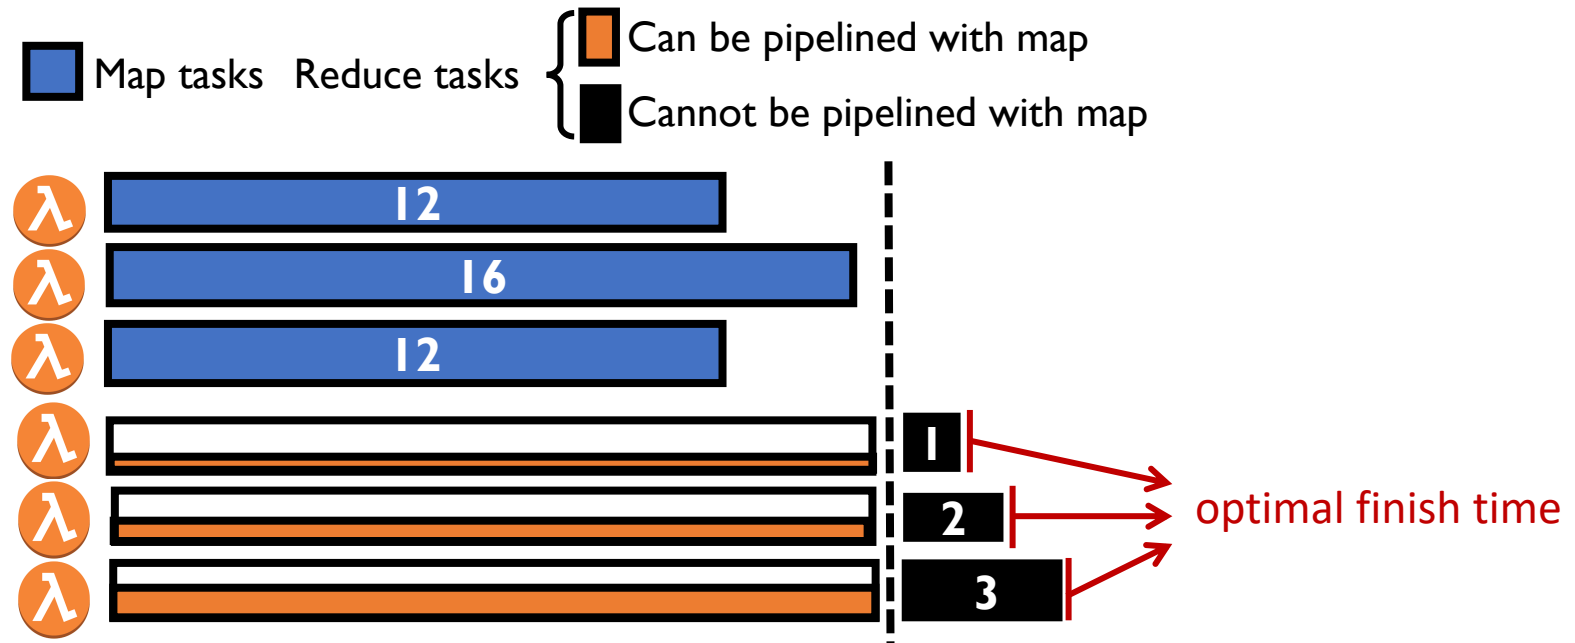 Can be pipelined with map
Map tasks Reduce tasks
Cannot be pipelined with map
λ 12
λ 16
λ 12
λ 1
λ 2
optimal finish time
λ 3